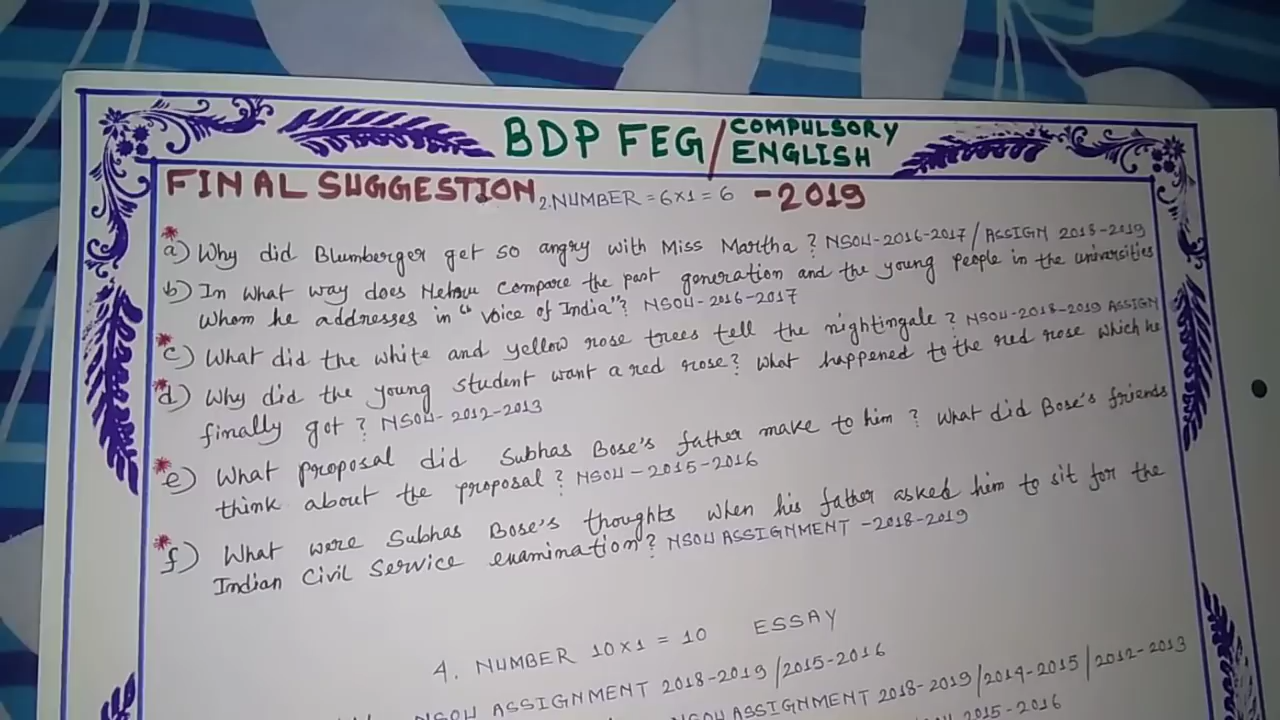 BDP FEG/COMPULSORY ENGLISH
FINAL SUGGESTION 2.NUMBER = 6×1 = 6 - 2019
a) Why did Blumberger get so angry with Miss Martha ? NSOU-2016-2017/ASSIGN 2018-2019
b) In what way does Nehru compare the past generation and the young people in the universities
whom he addresses in "voice of India"? NSOU-2016-2017
c) What did the white and yellow rose trees tell the nightingale ? NSOU-2018-2019 ASSIGN
d) Why did the young student want a red rose? What happened to the red rose which he
finally got ? NSOU-2012-2013
e) What proposal did Subhas Bose's father make to him ? What did Bose's friends
think about the proposal ? NSOU-2015-2016
f) What were Subhas Bose's thoughts when his father asked him to sit for the
Indian Civil Service examination? NSOU ASSIGNMENT -2018-2019
4. NUMBER 10×1 = 10 ESSAY
NSOU ASSIGNMENT 2018-2019/2015-2016
NSOU ASSIGNMENT 2018-2019/2014-2015/2012-2013
2015-2016